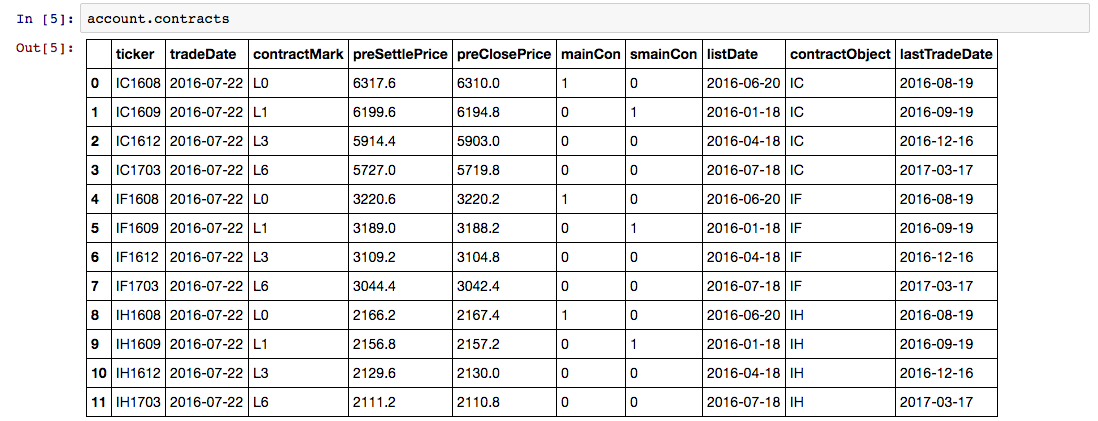 In [5]: account.contracts
Out[5]:
ticker tradeDate contractMark preSettlePrice preClosePrice mainCon smainCon listDate contractObject lastTradeDate
0 IC1608 2016-07-22 L0 6317.6 6310.0 1 0 2016-06-20 IC 2016-08-19
1 IC1609 2016-07-22 L1 6199.6 6194.8 0 1 2016-01-18 IC 2016-09-19
2 IC1612 2016-07-22 L3 5914.4 5903.0 0 0 2016-04-18 IC 2016-12-16
3 IC1703 2016-07-22 L6 5727.0 5719.8 0 0 2016-07-18 IC 2017-03-17
4 IF1608 2016-07-22 L0 3220.6 3220.2 1 0 2016-06-20 IF 2016-08-19
5 IF1609 2016-07-22 L1 3189.0 3188.2 0 1 2016-01-18 IF 2016-09-19
6 IF1612 2016-07-22 L3 3109.2 3104.8 0 0 2016-04-18 IF 2016-12-16
7 IF1703 2016-07-22 L6 3044.4 3042.4 0 0 2016-07-18 IF 2017-03-17
8 IH1608 2016-07-22 L0 2166.2 2167.4 1 0 2016-06-20 IH 2016-08-19
9 IH1609 2016-07-22 L1 2156.8 2157.2 0 1 2016-01-18 IH 2016-09-19
10 IH1612 2016-07-22 L3 2129.6 2130.0 0 0 2016-04-18 IH 2016-12-16
11 IH1703 2016-07-22 L6 2111.2 2110.8 0 0 2016-07-18 IH 2017-03-17